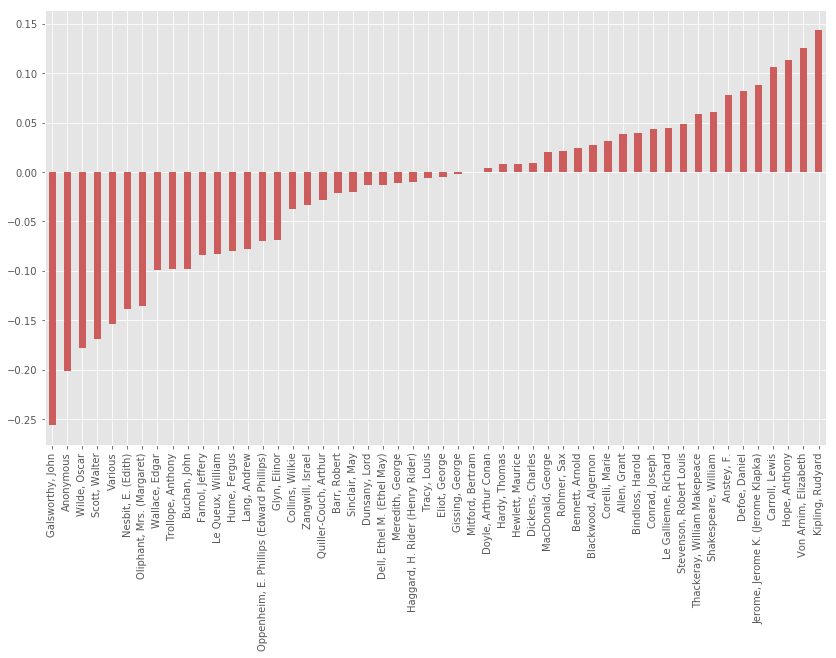 0.15
0.10
0.05
0.00
−0.05
−0.10
−0.15
−0.20
−0.25
Galsworthy, John
Anonymous
Wilde, Oscar
Scott, Walter
Various
Nesbit, E. (Edith)
Oliphant, Mrs. (Margaret)
Wallace, Edgar
Trollope, Anthony
Buchan, John
Farnol, Jeffery
Le Queux, William
Hume, Fergus
Lang, Andrew
Oppenheim, E. Phillips (Edward Phillips)
Glyn, Elinor
Collins, Wilkie
Zangwill, Israel
Quiller-Couch, Arthur
Barr, Robert
Sinclair, May
Dunsany, Lord
Dell, Ethel M. (Ethel May)
Meredith, George
Haggard, H. Rider (Henry Rider)
Tracy, Louis
Eliot, George
Gissing, George
Mitford, Bertram
Doyle, Arthur Conan
Hardy, Thomas
Hewlett, Maurice
Dickens, Charles
MacDonald, George
Rohmer, Sax
Bennett, Arnold
Blackwood, Algernon
Corelli, Marie
Allen, Grant
Bindloss, Harold
Conrad, Joseph
Le Gallienne, Richard
Stevenson, Robert Louis
Thackeray, William Makepeace
Shakespeare, William
Anstey, F.
Defoe, Daniel
Jerome, Jerome K. (Jerome Klapka)
Carroll, Lewis
Hope, Anthony
Von Arnim, Elizabeth
Kipling, Rudyard